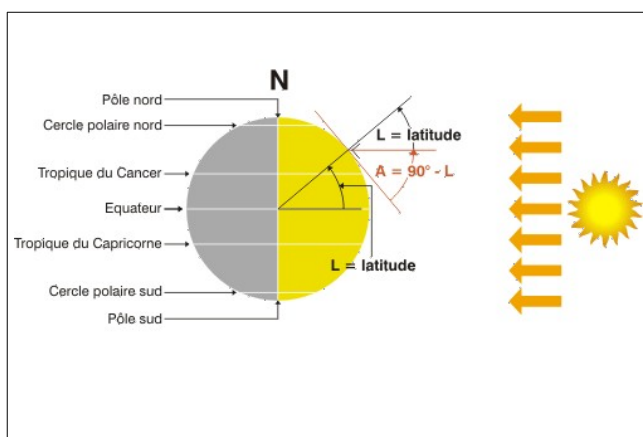 N
Pôle nord
Cercle polaire nord
L = latitude
A = 90° - L
Tropique du Cancer
Equateur
Tropique du Capricorne
L = latitude
Cercle polaire sud
Pôle sud